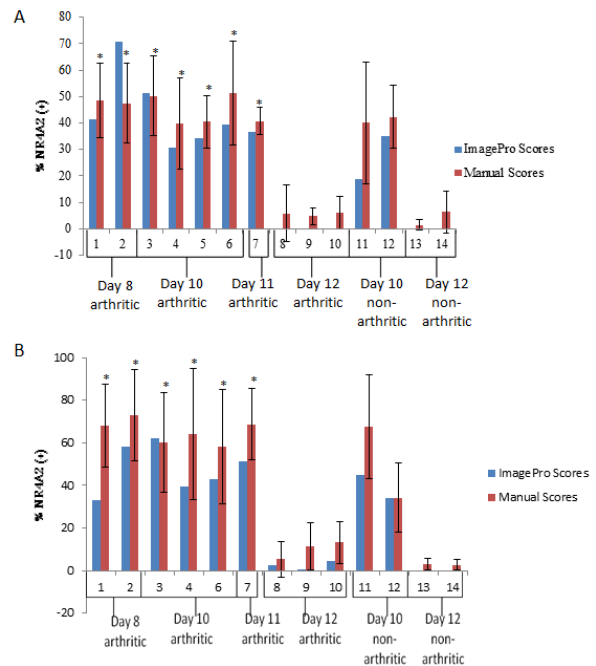 A
80
70
60
50
40
30
20
10
0
-10
% NR4A2 (+)
* * * * * * *
ImagePro Scores
Manual Scores
1 2 3 4 5 6 7 8 9 10 11 12 13 14
Day 8 Day 10 Day 11 Day 12 Day 10 Day 12
arthritic arthritic arthritic arthritic non- non-
arthritic arthritic
B
100
80
60
40
20
0
-20
% NR4A2 (+)
* * * * * *
ImagePro Scores
Manual Scores
1 2 3 4 6 7 8 9 10 11 12 13 14
Day 8 Day 10 Day 11 Day 12 Day 10 Day 12
arthritic arthritic arthritic arthritic non- non-
arthritic arthritic